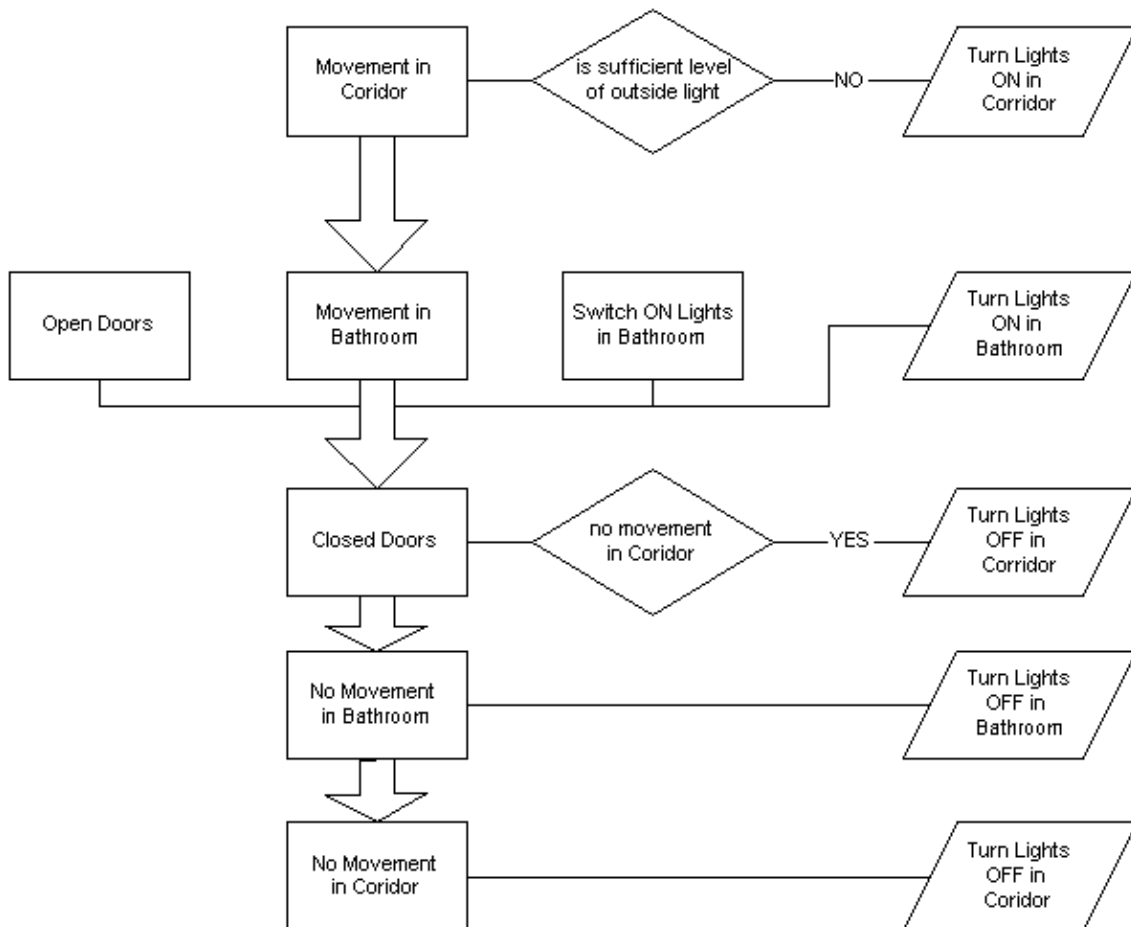 Movement in
Coridor
is sufficient level
of outside light
NO
Turn Lights
ON in
Corridor
Open Doors
Movement in
Bathroom
Switch ON Lights
in Bathroom
Turn Lights
ON in
Bathroom
Closed Doors
no movement
in Coridor
YES
Turn Lights
OFF in
Corridor
No Movement
in Bathroom
Turn Lights
OFF in
Bathroom
No Movement
in Coridor
Turn Lights
OFF in
Coridor